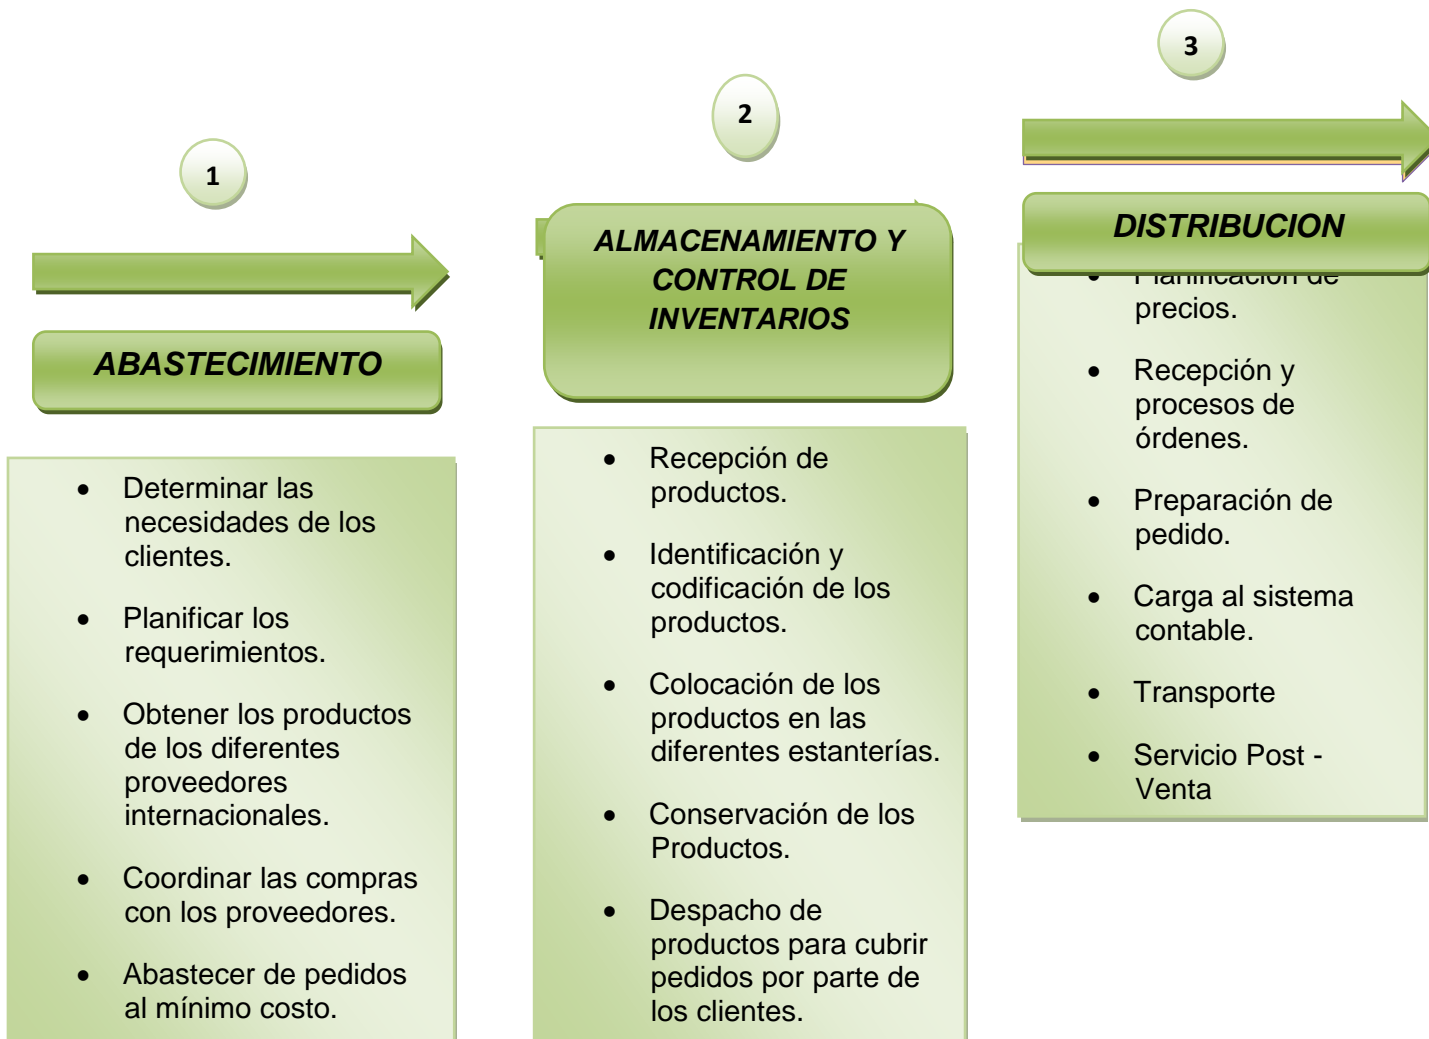 1
ABASTECIMIENTO
• Determinar las
necesidades de los
clientes.
• Planificar los
requerimientos.
• Obtener los productos
de los diferentes
proveedores
internacionales.
• Coordinar las compras
con los proveedores.
• Abastecer de pedidos
al mínimo costo.
2
ALMACENAMIENTO Y
CONTROL DE
INVENTARIOS
• Recepción de
productos.
• Identificación y
codificación de los
productos.
• Colocación de los
productos en las
diferentes estanterías.
• Conservación de los
Productos.
• Despacho de
productos para cubrir
pedidos por parte de
los clientes.
3
DISTRIBUCION
• Planificación de
precios.
• Recepción y
procesos de
órdenes.
• Preparación de
pedido.
• Carga al sistema
contable.
• Transporte
• Servicio Post -
Venta